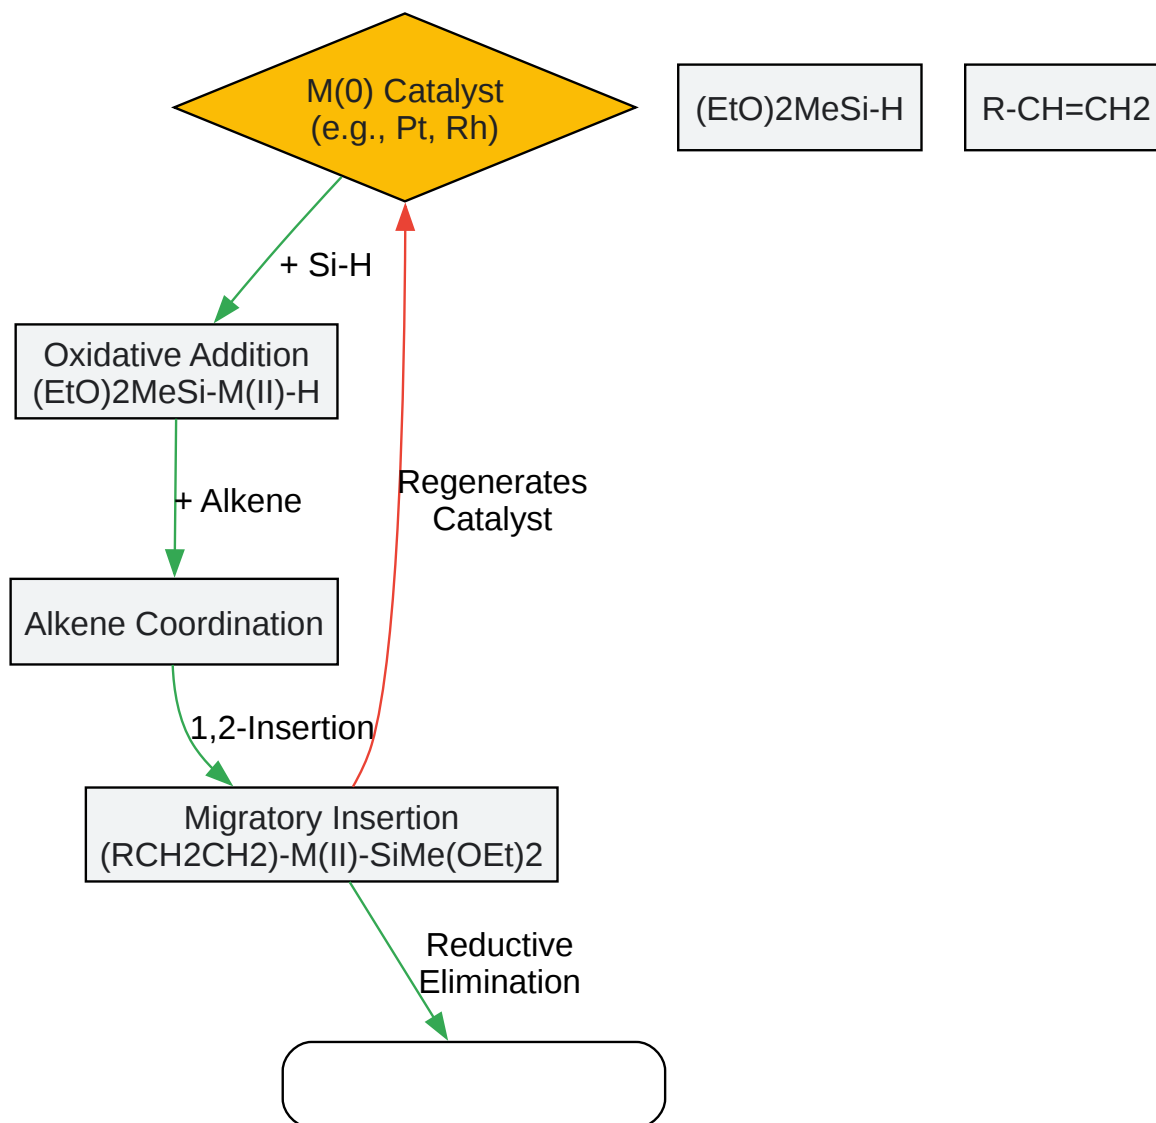 M(0) Catalyst
(e.g., Pt, Rh)
(EtO)2MeSi-H
R-CH=CH2
+ Si-H
Oxidative Addition
(EtO)2MeSi-M(II)-H
Regenerates
Catalyst
+ Alkene
Alkene Coordination
1,2-Insertion
Migratory Insertion
(RCH2CH2)-M(II)-SiMe(OEt)2
Reductive
Elimination